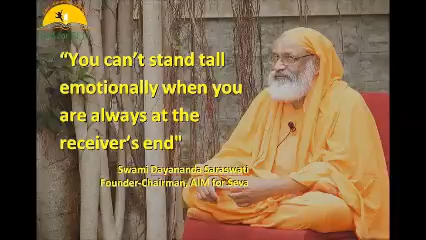 “You can’t stand tall
emotionally when you
are always at the
receiver’s end"
Swami Dayananda Saraswati
Founder-Chairman, AIM for Seva